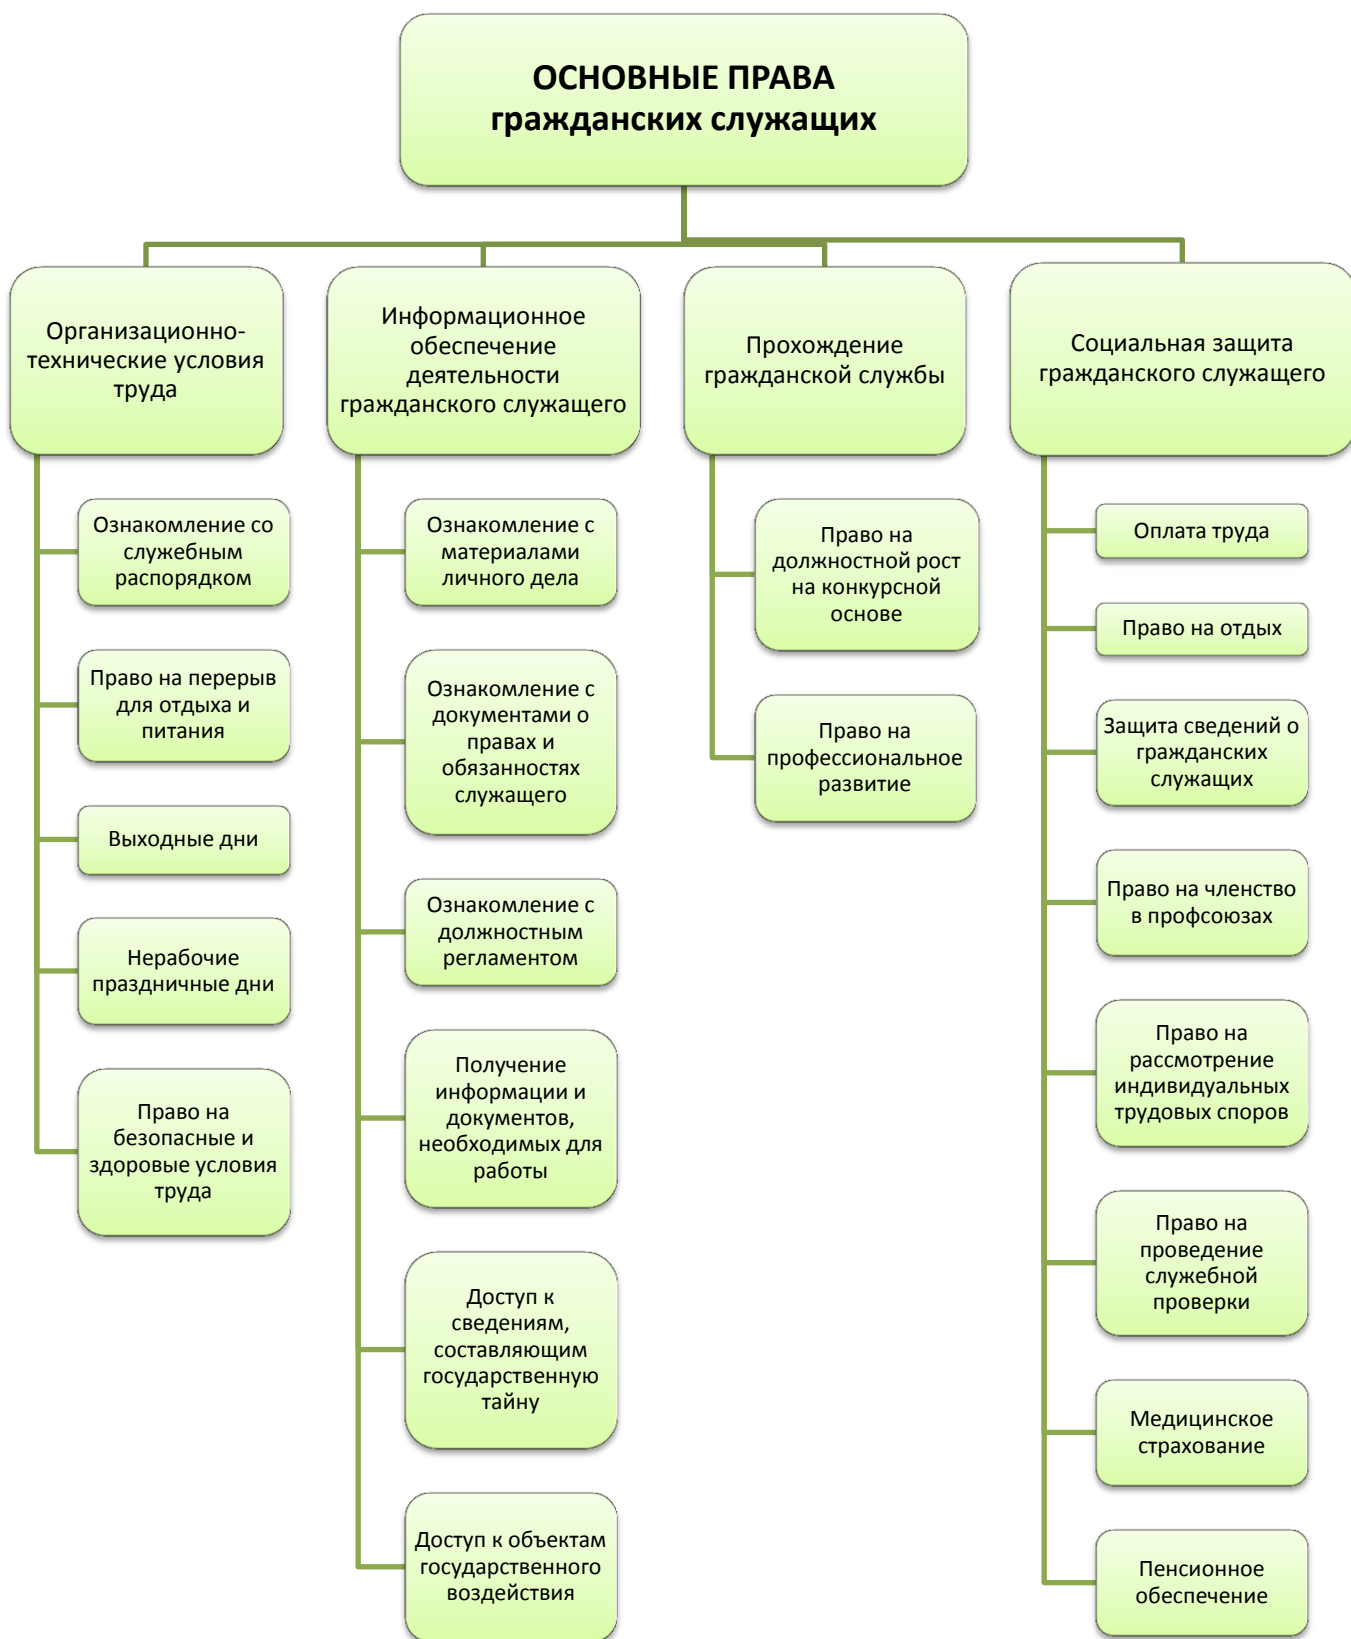 ОСНОВНЫЕ ПРАВА
гражданских служащих
Организационно-
технические условия
труда
Ознакомление со
служебным
распорядком
Право на перерыв
для отдыха и
питания
Выходные дни
Нерабочие
праздничные дни
Право на
безопасные и
здоровые условия
труда
Информационное
обеспечение
деятельности
гражданского служащего
Ознакомление с
материалами
личного дела
Ознакомление с
документами о
правах и
обязанностях
служащего
Ознакомление с
должностным
регламентом
Получение
информации и
документов,
необходимых для
работы
Доступ к
сведениям,
составляющим
государственную
тайну
Доступ к объектам
государственного
воздействия
Прохождение
гражданской службы
Право на
должностной рост
на конкурсной
основе
Право на
профессиональное
развитие
Социальная защита
гражданского служащего
Оплата труда
Право на отдых
Защита сведений о
гражданских
служащих
Право на членство
в профсоюзах
Право на
рассмотрение
индивидуальных
трудовых споров
Право на
проведение
служебной
проверки
Медицинское
страхование
Пенсионное
обеспечение